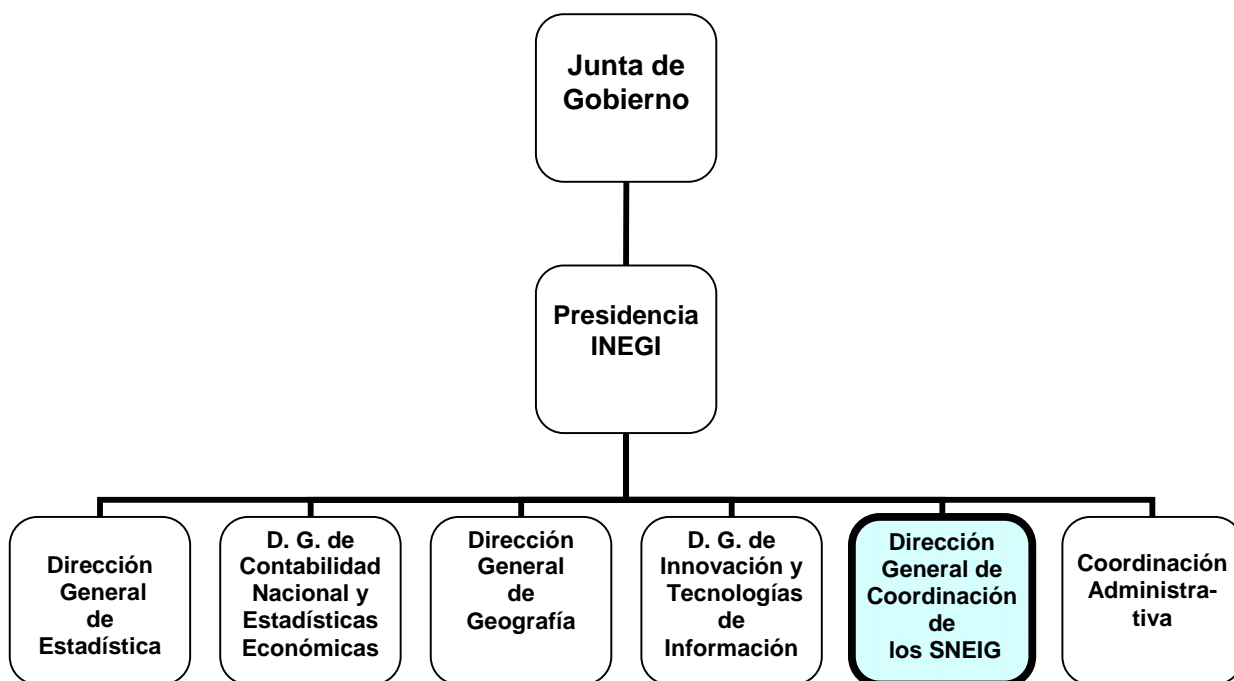 Junta de
Gobierno
Presidencia
INEGI
Dirección
General
de
Estadística
D. G. de
Contabilidad
Nacional y
Estadísticas
Económicas
Dirección
General
de
Geografía
D. G. de
Innovación y
Tecnologías
de
Información
Dirección
General de
Coordinación
de
los SNEIG
Coordinación
Administra-
tiva